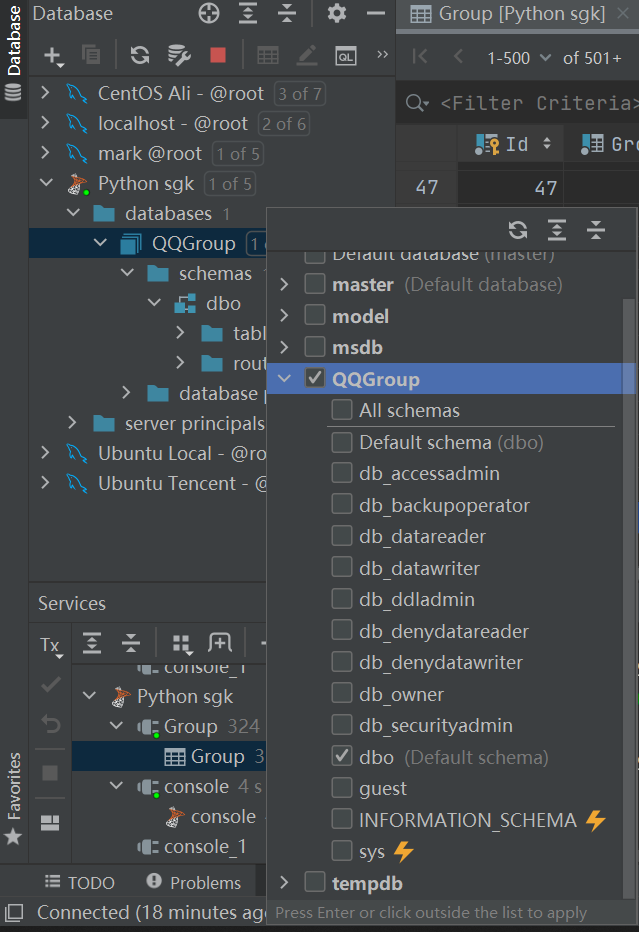 Database
Database
Group [Python sgk]
QL
1-500
of 501+
<Filter Criteria>
Id
Gro
CentOS Ali - @root 3 of 7
localhost - @root 2 of 6
mark @root 1 of 5
Python sgk 1 of 5
databases 1
QQGroup
schemas
dbo
tabl
rout
database p
server principals
Ubuntu Local - @ro
Ubuntu Tencent - @
47
47
Default database (master)
master (Default database)
model
msdb
QQGroup
All schemas
Default schema (dbo)
db_accessadmin
db_backupoperator
db_datareader
db_datawriter
db_ddladmin
db_denydatareader
db_denydatawriter
db_owner
db_securityadmin
dbo (Default schema)
guest
INFORMATION_SCHEMA
sys
tempdb
Press Enter or click outside the list to apply
Services
Tx
console_1
Python sgk
Group 324
Group 3
console 4 s
console
console_1
Favorites
TODO
Problems
Connected (18 minutes ago